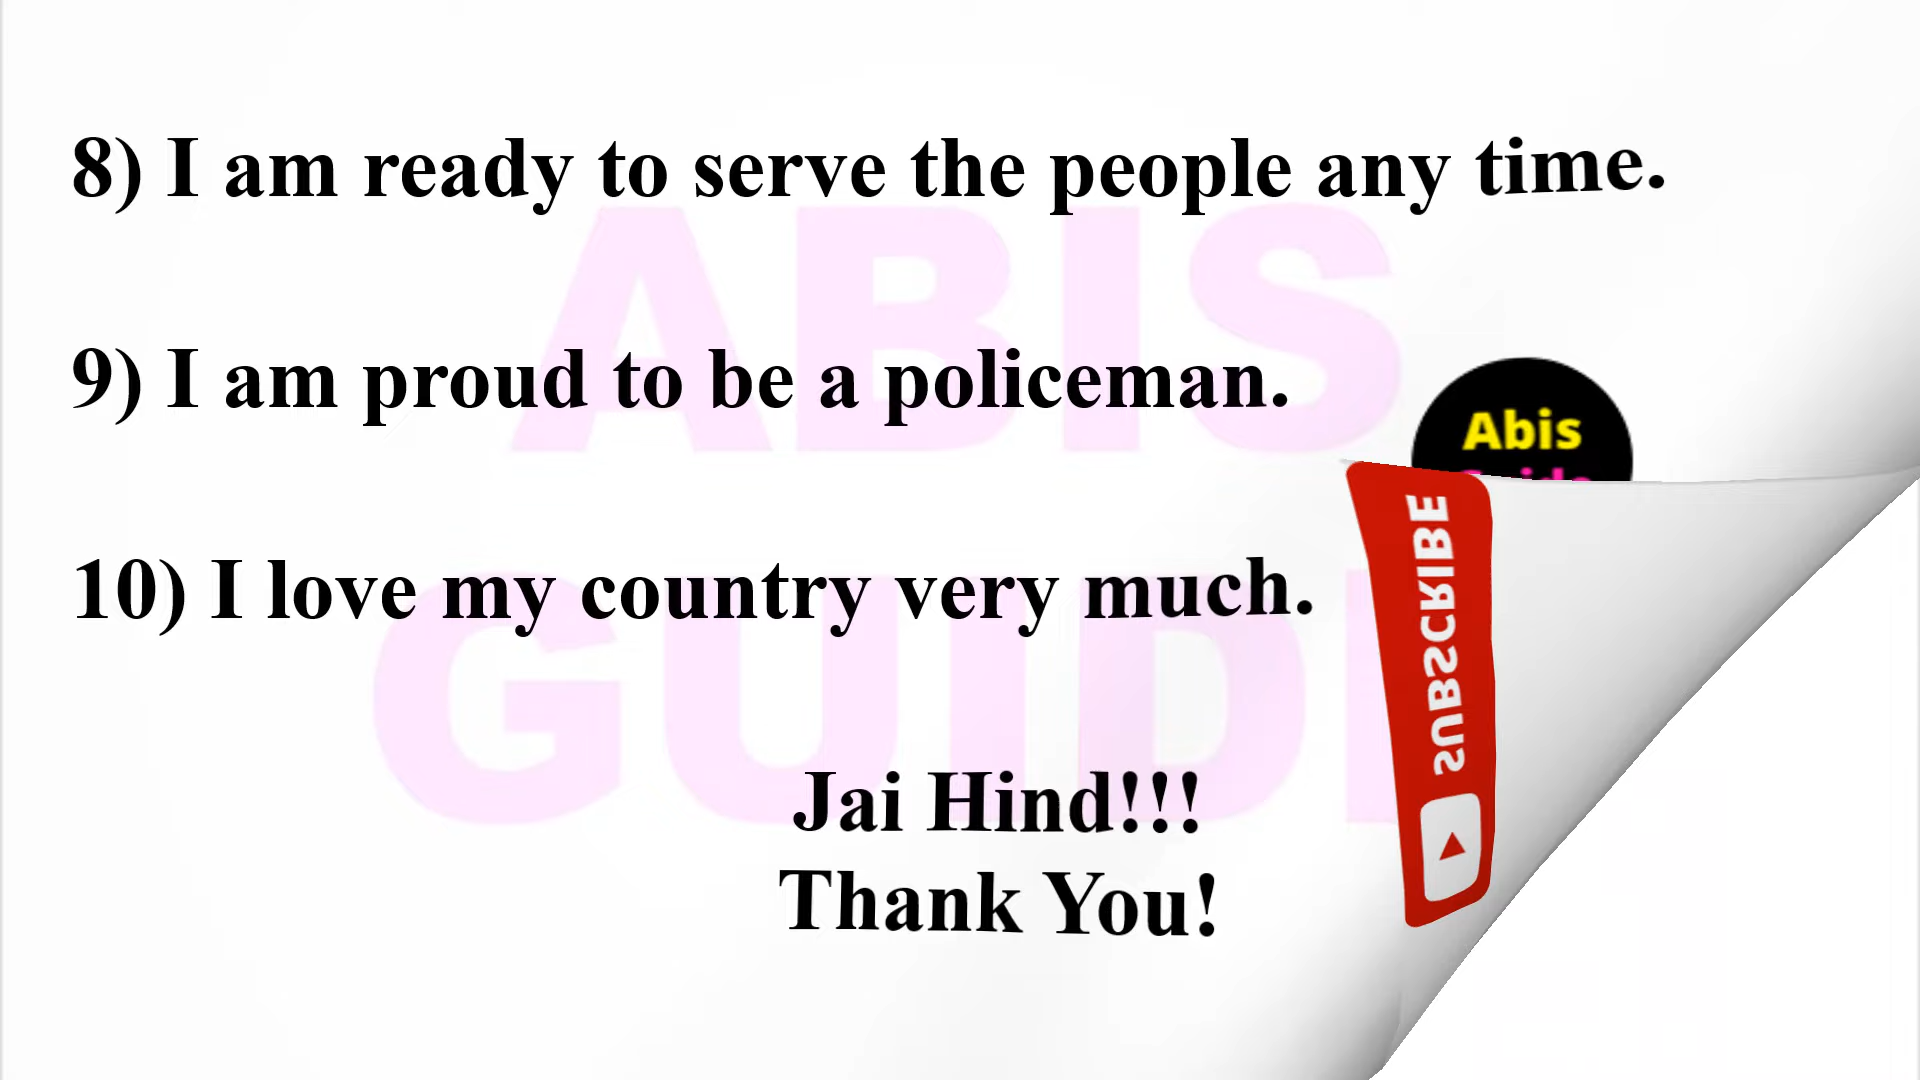 8) I am ready to serve the people any time.
9) I am proud to be a policeman.
10) I love my country very much.
Jai Hind!!!
Thank You!
ABIS
Abis
SUBSCRIBE